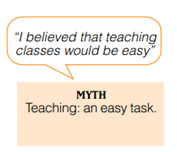 "I believed that teaching
classes would be easy"
MYTH
Teaching: an easy task.